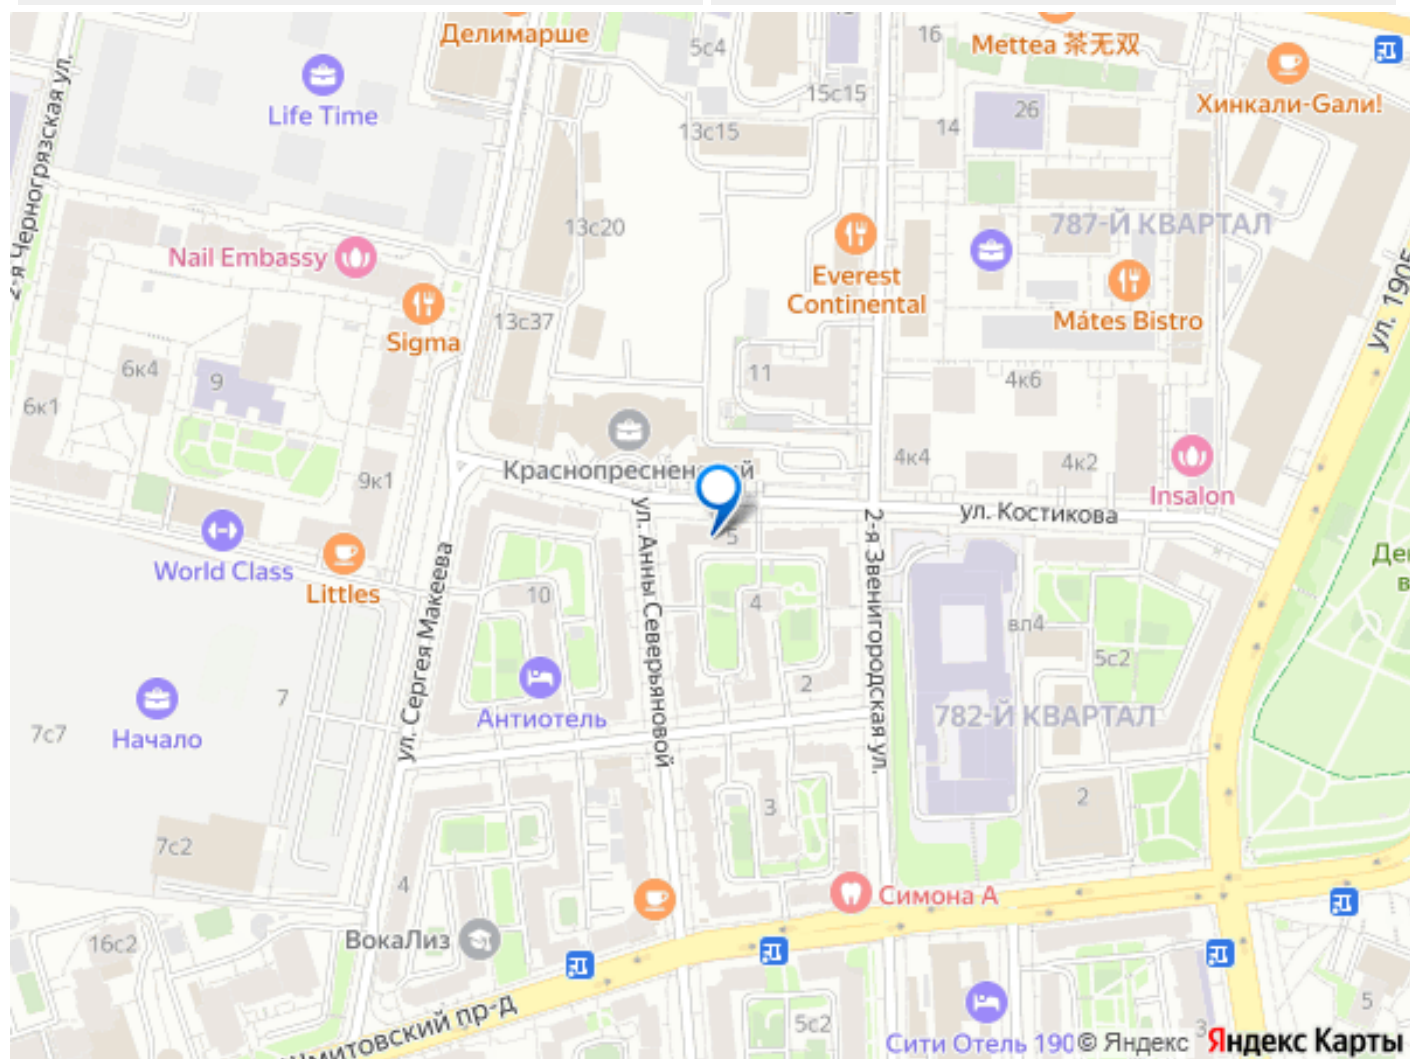 Делимарше
5с4
16
Mettea 茶无双
Life Time
15с15
Хинкали-Gали!
13с15
14
26
2-я Черногрязская ул.
13с20
787-Й КВАРТАЛ
Nail Embassy
Everest
Continental
ул. 1905
Sigma
13с37
Mátes Bistro
6к4
9
11
4к6
6к1
Краснопресненский
4к4
4к2
9к1
Insalon
ул. Костикова
5
World Class
Littles
10
4
вл4
5с2
ул. Сергея Макеева
ул. Анны Северьяновой
2-я Звенигородская ул.
7
2
Антиотель
782-Й КВАРТАЛ
7с7
Начало
3
2
7с2
4
Симона А
16с2
ВокаЛиз
5с2
5
3
Сити Отель 190
© Яндекс
Яндекс Карты